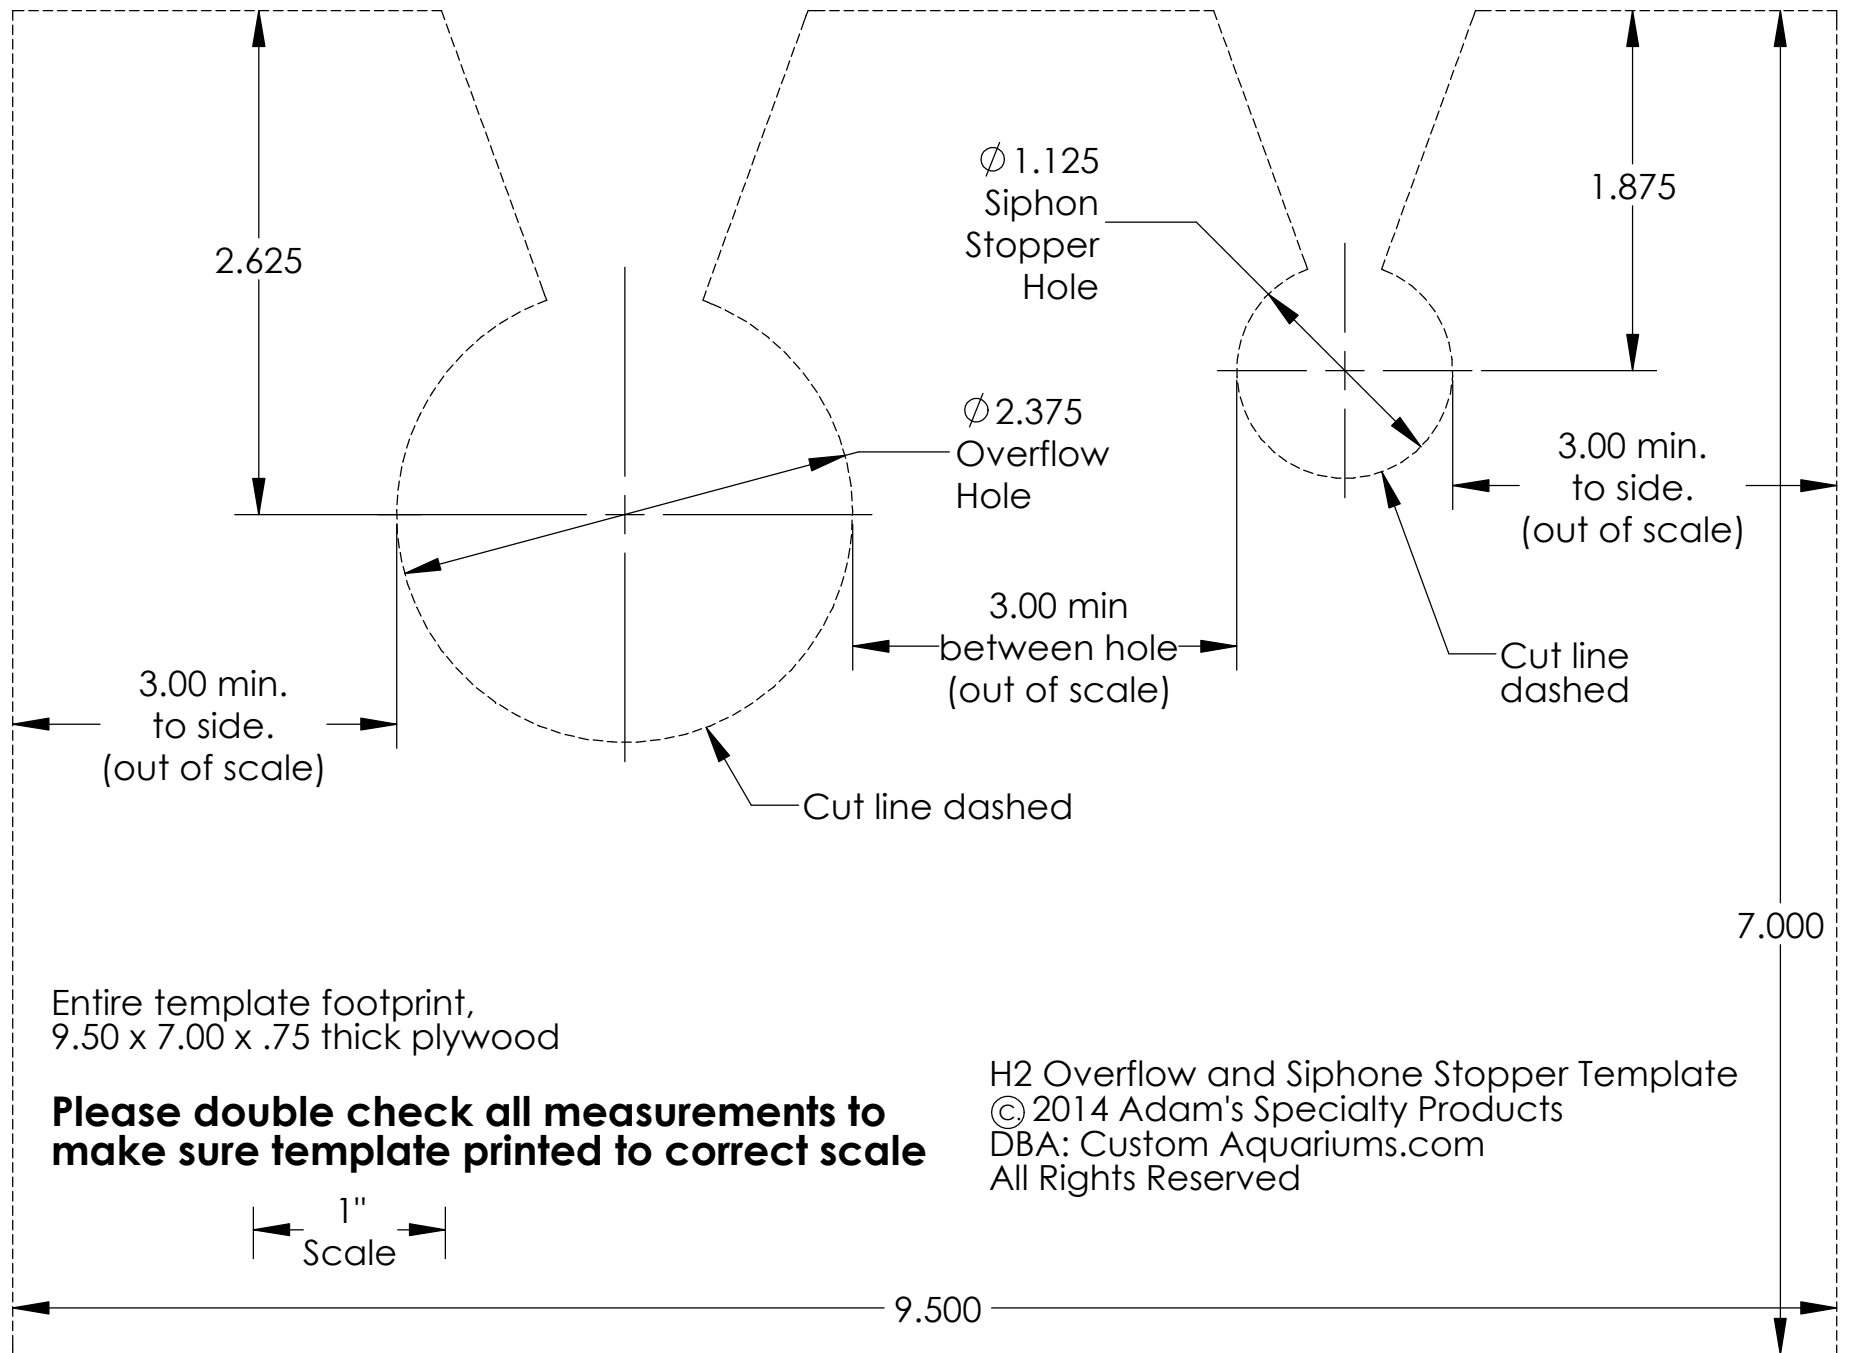 2.625
Ø 1.125
Siphon
Stopper
Hole
1.875
Ø 2.375
Overflow
Hole
3.00 min.
to side.
(out of scale)
3.00 min
between hole
(out of scale)
Cut line
dashed
3.00 min.
to side.
(out of scale)
Cut line dashed
7.000
Entire template footprint,
9.50 x 7.00 x .75 thick plywood
Please double check all measurements to
make sure template printed to correct scale
H2 Overflow and Siphone Stopper Template
© 2014 Adam's Specialty Products
DBA: Custom Aquariums.com
All Rights Reserved
1"
Scale
9.500